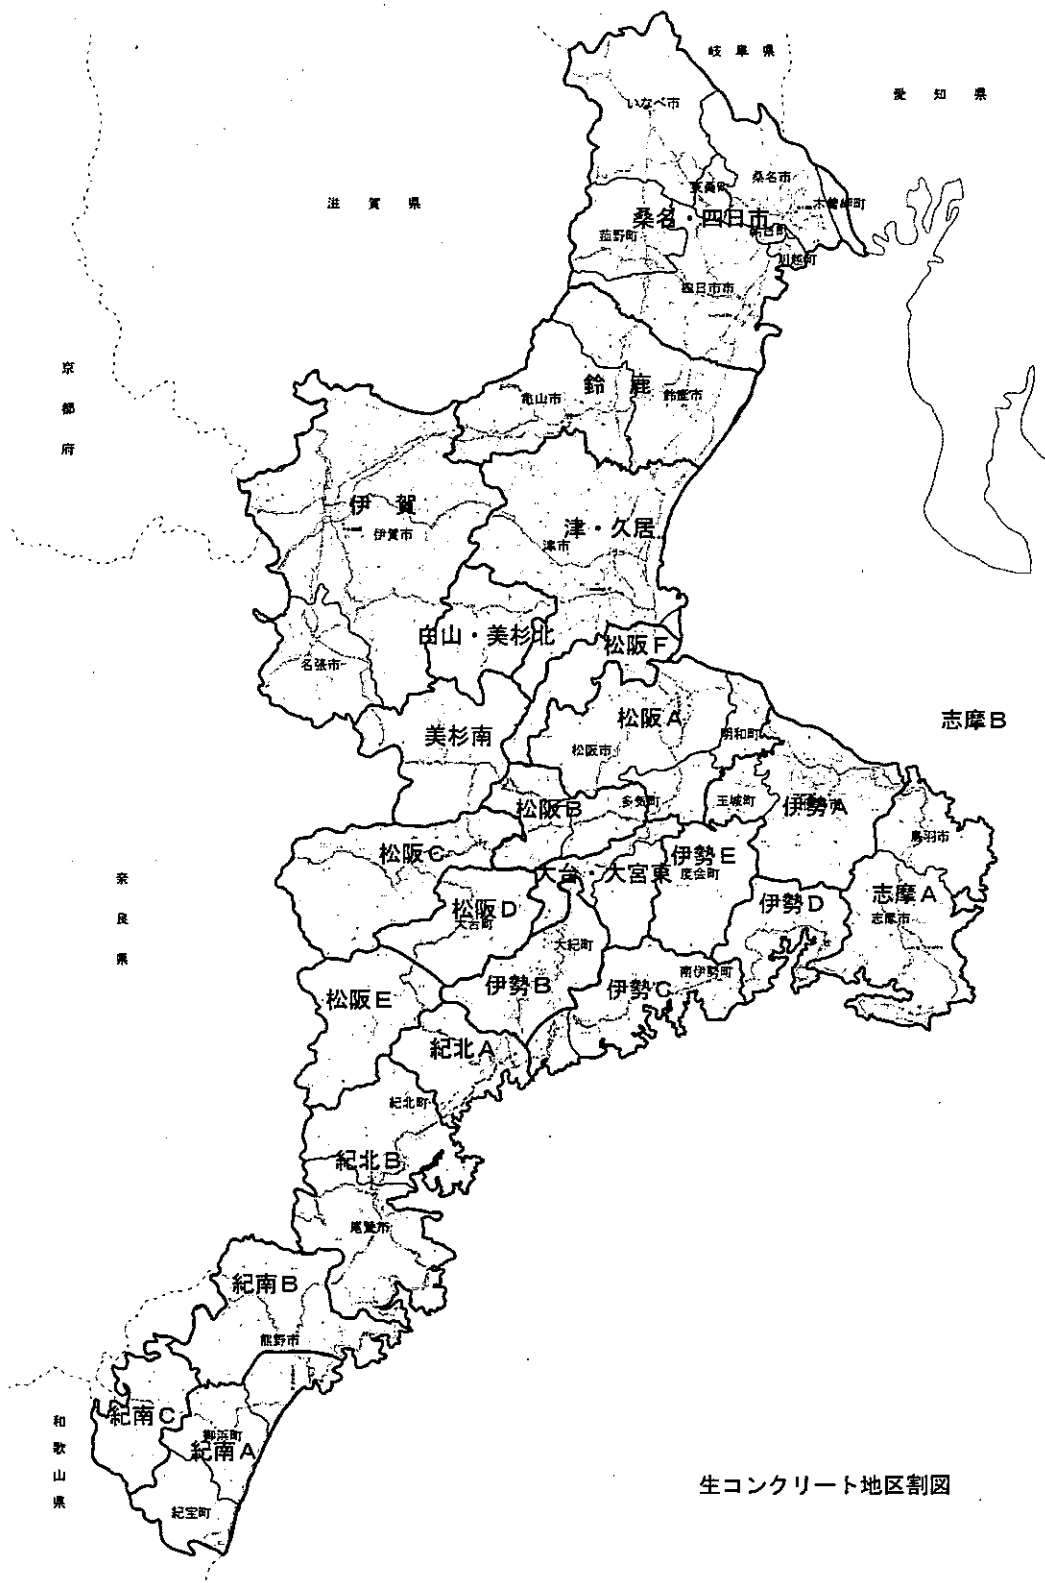 岐阜県
愛知県
いなべ市
桑名市
東員町
木曽岬町
滋賀県
桑名・四日市
菰野町
朝日町
川越町
四日市市
京都府
鈴鹿
亀山市
鈴鹿市
伊賀
伊賀市
津・久居
津市
白山・美杉北
松阪F
名張市
松阪A
志摩B
美杉南
明和町
松阪市
松阪B
多気町
玉城町
伊勢A
鳥羽市
松阪C
伊勢E
大台・大宮東
度会町
奈良県
志摩A
松阪D
伊勢D
志摩市
大台町
大紀町
南伊勢町
伊勢B
伊勢C
松阪E
紀北A
紀北町
紀北B
尾鷲市
紀南B
熊野市
紀南C
御浜町
紀南A
和歌山県
紀宝町
生コンクリート地区割図